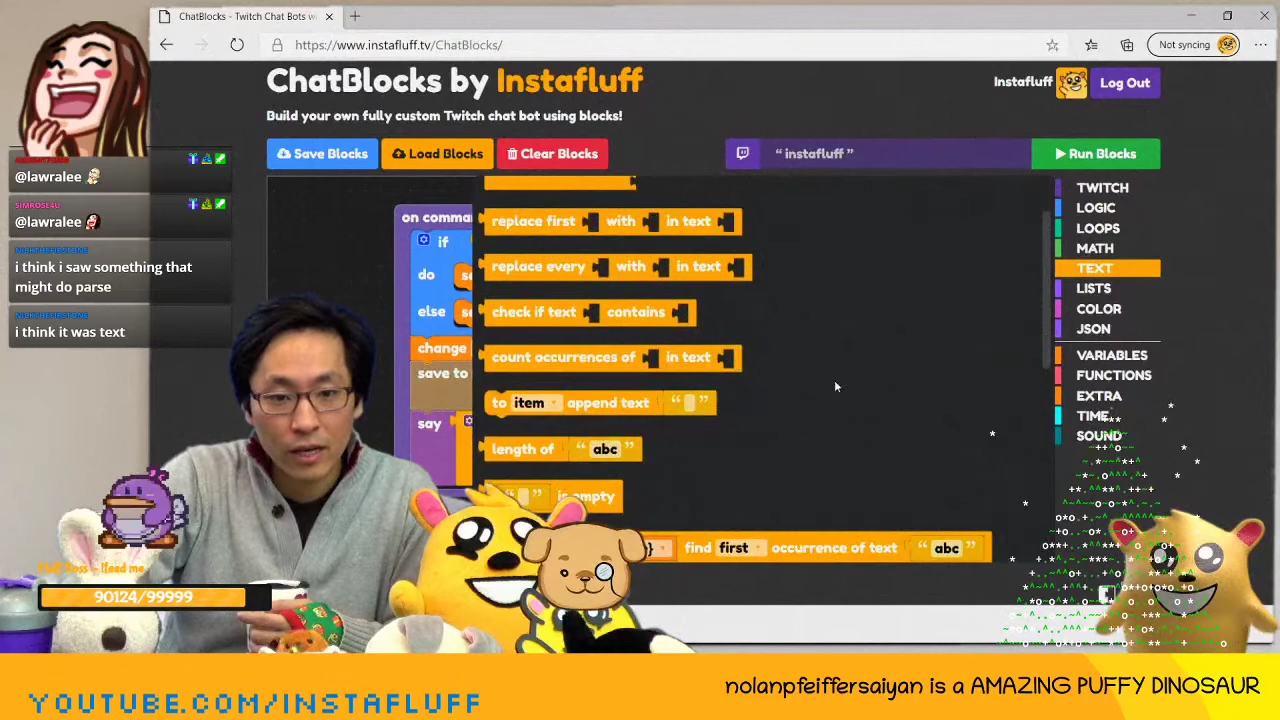 ChatBlocks - Twitch Chat Bots w
https://www.instafluff.tv/ChatBlocks/
Not syncing
ChatBlocks by Instafluff
Instafluff
Log Out
Build your own fully custom Twitch chat bot using blocks!
Save Blocks
Load Blocks
Clear Blocks
“ instafluff ”
Run Blocks
@lawralee
SIMROSE4U
@lawralee
NICKTHEFIRSTONE
i think i saw something that
might do parse
NICKTHEFIRSTONE
i think it was text
on comma
if
do
else
change
save to
say
replace first with in text
replace every with in text
check if text contains
count occurrences of in text
to item append text “ ”
length of “ abc ”
“ ” is empty
find first occurrence of text “ abc ”
TWITCH
LOGIC
LOOPS
MATH
TEXT
LISTS
COLOR
JSON
VARIABLES
FUNCTIONS
EXTRA
TIME
SOUND
90124/99999
YOUTUBE.COM/INSTAFLUFF
nolanpfeiffersaiyan is a AMAZING PUFFY DINOSAUR